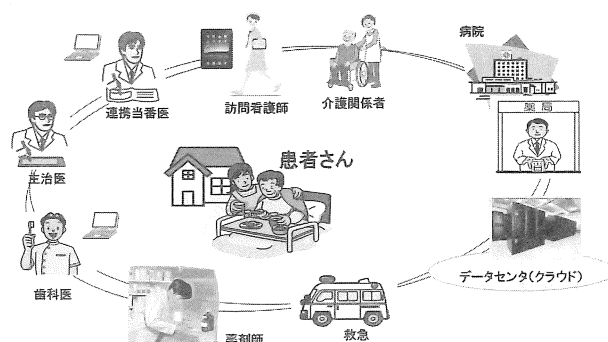 病院
連携当番医
訪問看護師
介護関係者
薬局
主治医
患者さん
歯科医
データセンタ(クラウド)
薬剤師
救急